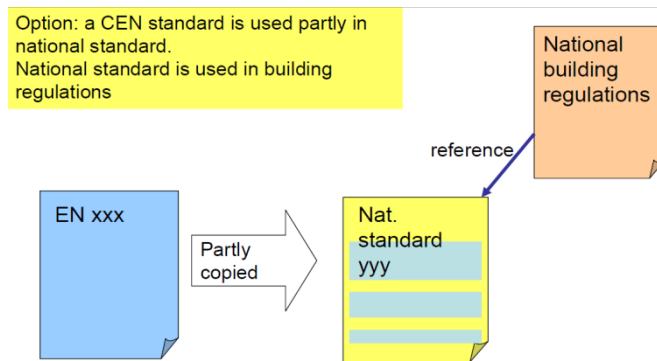 Option: a CEN standard is used partly in
national standard.
National standard is used in building
regulations
National
building
regulations
reference
EN xxx
Partly
copied
Nat.
standard
yyy